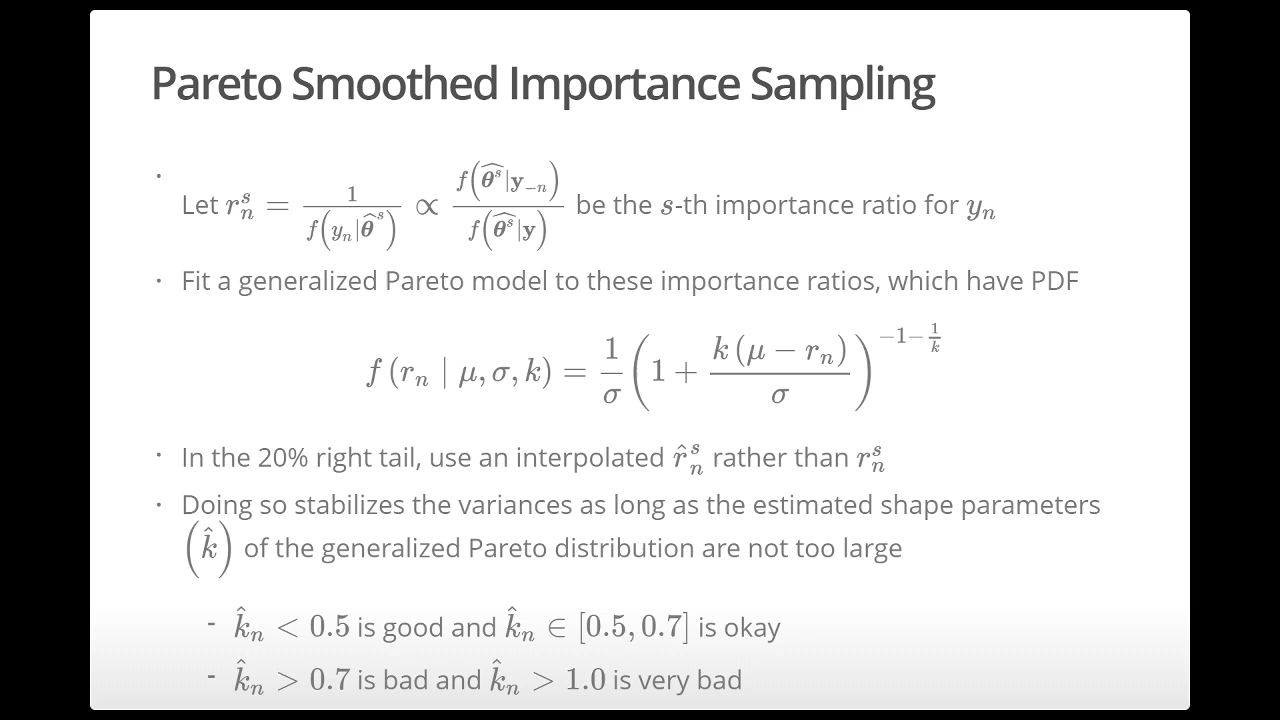 Pareto Smoothed Importance Sampling
· Let $r_n^s = \frac{1}{f\left(y_n|\widehat{\boldsymbol{\theta}}^s\right)} \propto \frac{f\left(\widehat{\boldsymbol{\theta}^s}|\mathbf{y}_{-n}\right)}{f\left(\widehat{\boldsymbol{\theta}^s}|\mathbf{y}\right)}$ be the $s$-th importance ratio for $y_n$
· Fit a generalized Pareto model to these importance ratios, which have PDF
$f\left(r_n \mid \mu, \sigma, k\right) = \frac{1}{\sigma}\left(1 + \frac{k\left(\mu - r_n\right)}{\sigma}\right)^{-1-\frac{1}{k}}$
· In the 20% right tail, use an interpolated $\hat{r}_n^s$ rather than $r_n^s$
· Doing so stabilizes the variances as long as the estimated shape parameters
$\left(\hat{k}\right)$ of the generalized Pareto distribution are not too large
- $\hat{k}_n < 0.5$ is good and $\hat{k}_n \in [0.5, 0.7]$ is okay
- $\hat{k}_n > 0.7$ is bad and $\hat{k}_n > 1.0$ is very bad